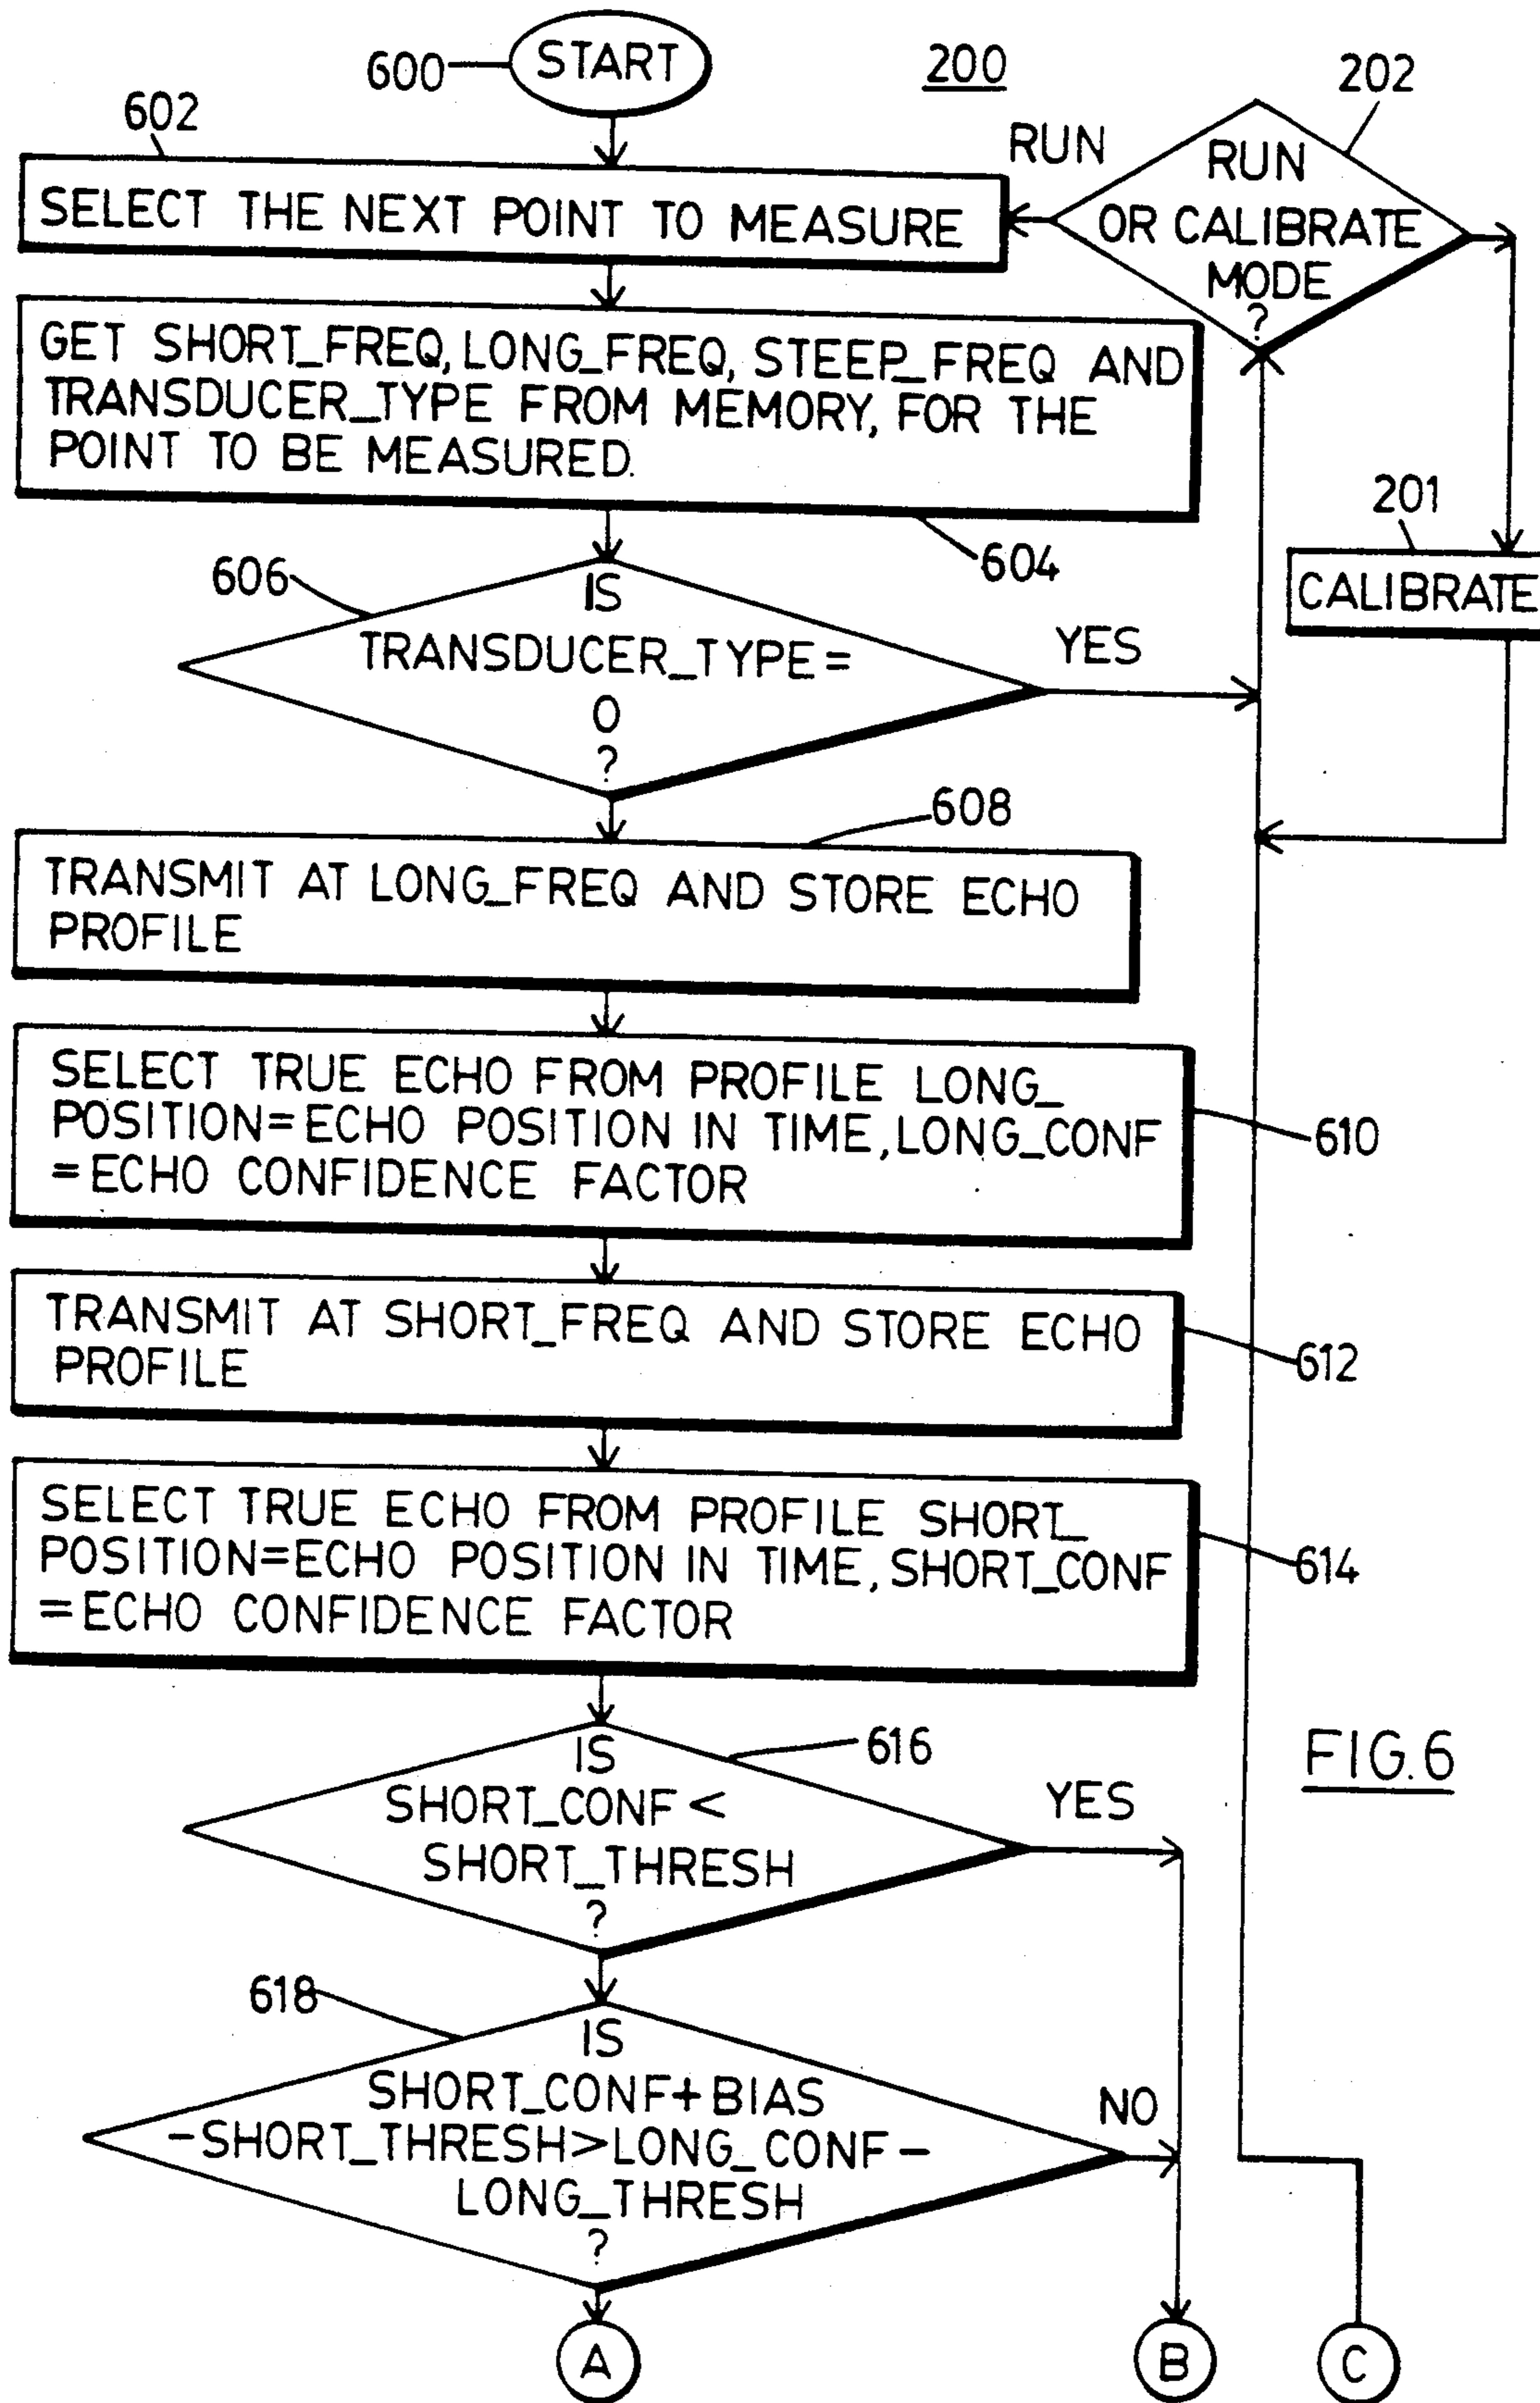 600
START
200
202
602
RUN
RUN
OR CALIBRATE
MODE
?
SELECT THE NEXT POINT TO MEASURE
GET SHORT_FREQ, LONG_FREQ, STEEP_FREQ AND
TRANSDUCER_TYPE FROM MEMORY, FOR THE
POINT TO BE MEASURED.
604
201
CALIBRATE
606
IS
TRANSDUCER_TYPE=
0
?
YES
608
TRANSMIT AT LONG_FREQ AND STORE ECHO
PROFILE
SELECT TRUE ECHO FROM PROFILE LONG_
POSITION=ECHO POSITION IN TIME, LONG_CONF
=ECHO CONFIDENCE FACTOR
610
TRANSMIT AT SHORT_FREQ AND STORE ECHO
PROFILE
612
SELECT TRUE ECHO FROM PROFILE SHORT_
POSITION=ECHO POSITION IN TIME, SHORT_CONF
=ECHO CONFIDENCE FACTOR
614
616
IS
SHORT_CONF<
SHORT_THRESH
?
YES
FIG.6
618
IS
SHORT_CONF+BIAS
-SHORT_THRESH>LONG_CONF-
LONG_THRESH
?
NO
A
B
C